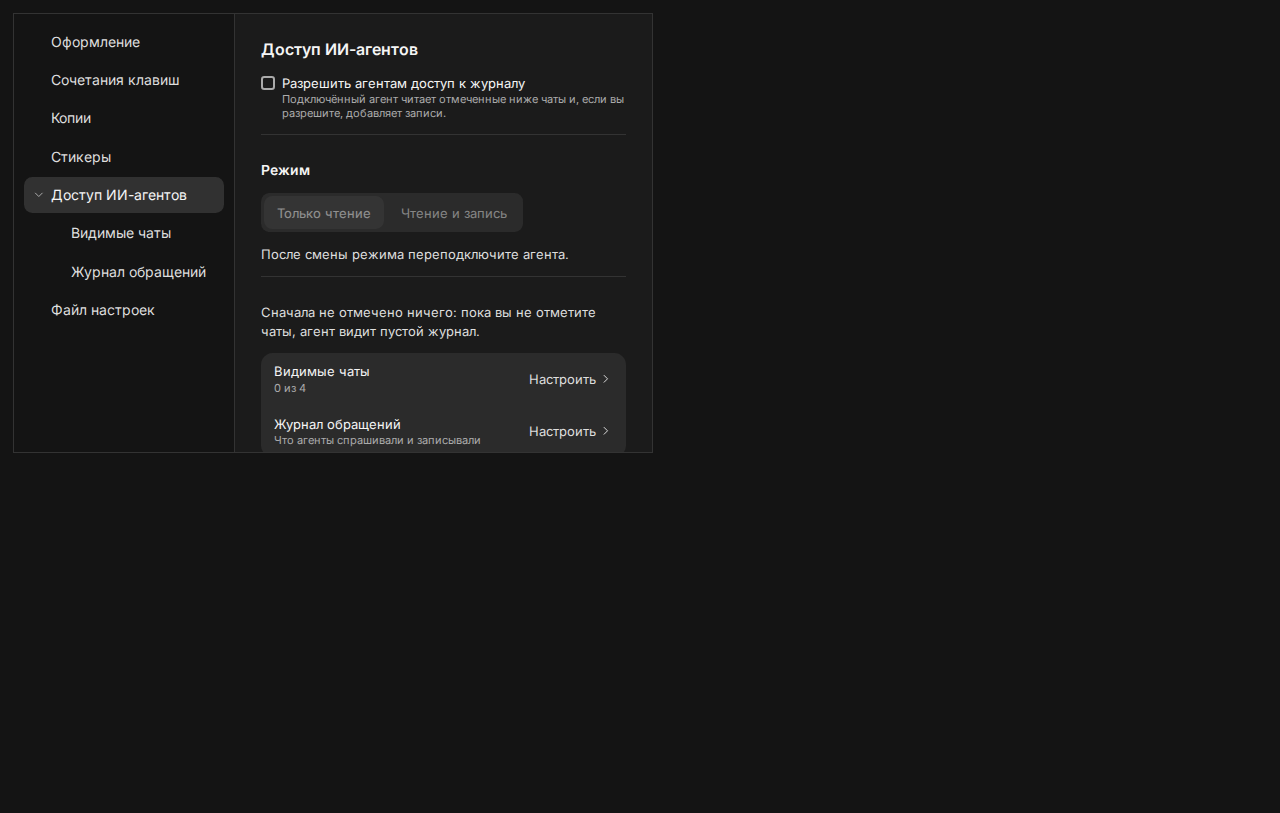 Оформление
Сочетания клавиш
Копии
Стикеры
Доступ ИИ-агентов
Видимые чаты
Журнал обращений
Файл настроек
Доступ ИИ-агентов
Разрешить агентам доступ к журналу
Подключённый агент читает отмеченные ниже чаты и, если вы
разрешите, добавляет записи.
Режим
Только чтение
Чтение и запись
После смены режима переподключите агента.
Сначала не отмечено ничего: пока вы не отметите
чаты, агент видит пустой журнал.
Видимые чаты
0 из 4
Настроить
Журнал обращений
Что агенты спрашивали и записывали
Настроить